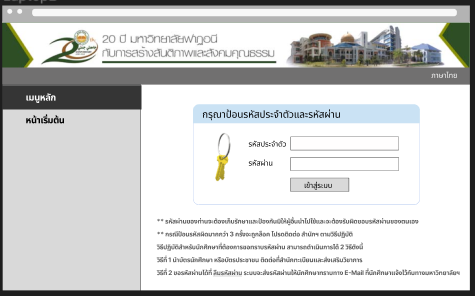 20 ปี มหาวิทยาลัยฟาฏอนี
กับการสร้างสันติภาพและสังคมคุณธรรม
ภาษาไทย
เมนูหลัก
หน้าเริ่มต้น
กรุณาป้อนรหัสประจำตัวและรหัสผ่าน
รหัสประจำตัว
รหัสผ่าน
เข้าสู่ระบบ
** รหัสผ่านของท่านจะต้องเก็บรักษาและป้องกันมิให้ผู้อื่นนำไปใช้และจะต้องรับผิดชอบรหัสผ่านของตนเอง
** กรณีป้อนรหัสผิดมากกว่า 3 ครั้งจะถูกล็อก โปรดติดต่อ สำนักฯ ตามวิธีปฏิบัติ
วิธีปฏิบัติสำหรับนักศึกษาที่ต้องการขอทราบรหัสผ่าน สามารถดำเนินการได้ 2 วิธีดังนี้
วิธีที่ 1 นำบัตรนักศึกษา หรือบัตรประชาชน ติดต่อที่สำนักทะเบียนและส่งเสริมวิชาการ
วิธีที่ 2 ขอรหัสผ่านได้ที่ ลืมรหัสผ่าน ระบบจะส่งรหัสผ่านให้นักศึกษาทราบทาง E-Mail ที่นักศึกษาแจ้งไว้กับทางมหาวิทยาลัยฯ